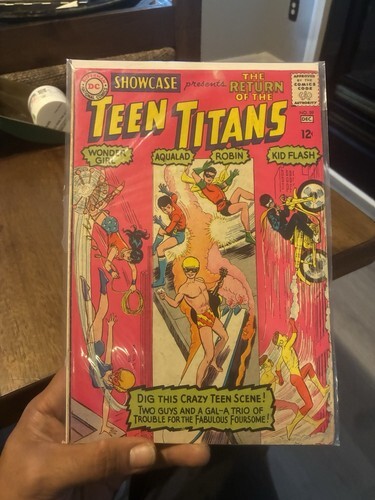 DC
SHOWCASE presents
THE
RETURN
OF THE
TEEN TITANS
APPROVED
BY THE
COMICS
CODE
AUTHORITY
DEC.
12¢
WONDER
GIRL
AQUALAD
ROBIN
KID FLASH
DIG THIS CRAZY TEEN SCENE!
TWO GUYS AND A GAL-A TRIO OF
TROUBLE FOR THE FABULOUS FOURSOME!